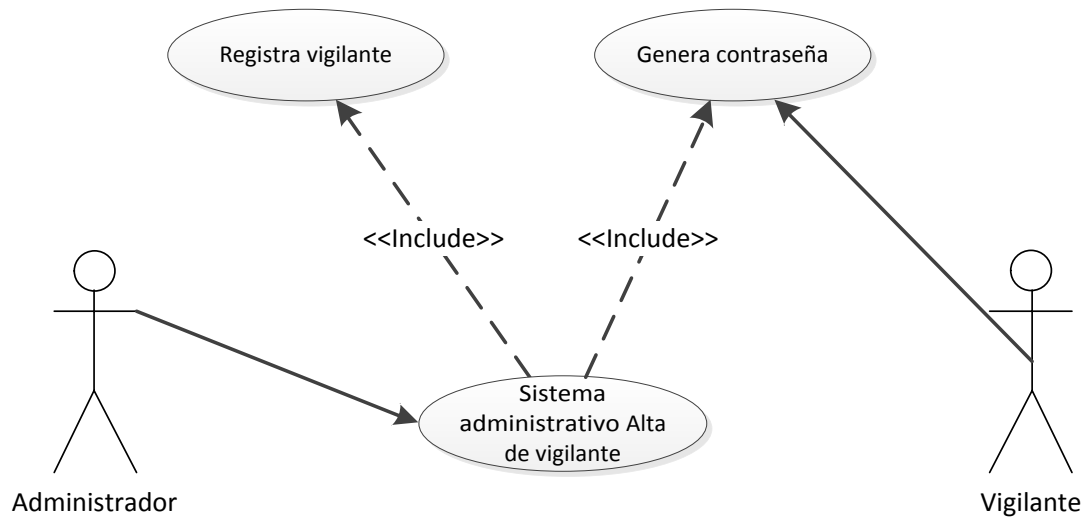 Registra vigilante
Genera contraseña
<<Include>>
<<Include>>
Sistema
administrativo Alta
de vigilante
Administrador
Vigilante